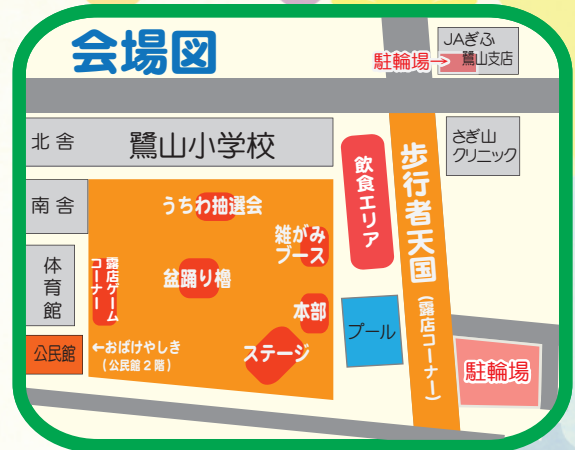 会場図
JAぎふ
鷺山支店
駐輪場→
北舎
鷺山小学校
さぎ山
クリニック
南舎
うちわ抽選会
雑がみ
ブース
飲食エリア
歩行者天国(露店コーナー)
体育館
露店ゲーム
コーナー
盆踊り櫓
本部
プール
公民館
←おばけやしき
(公民館2階)
ステージ
駐輪場